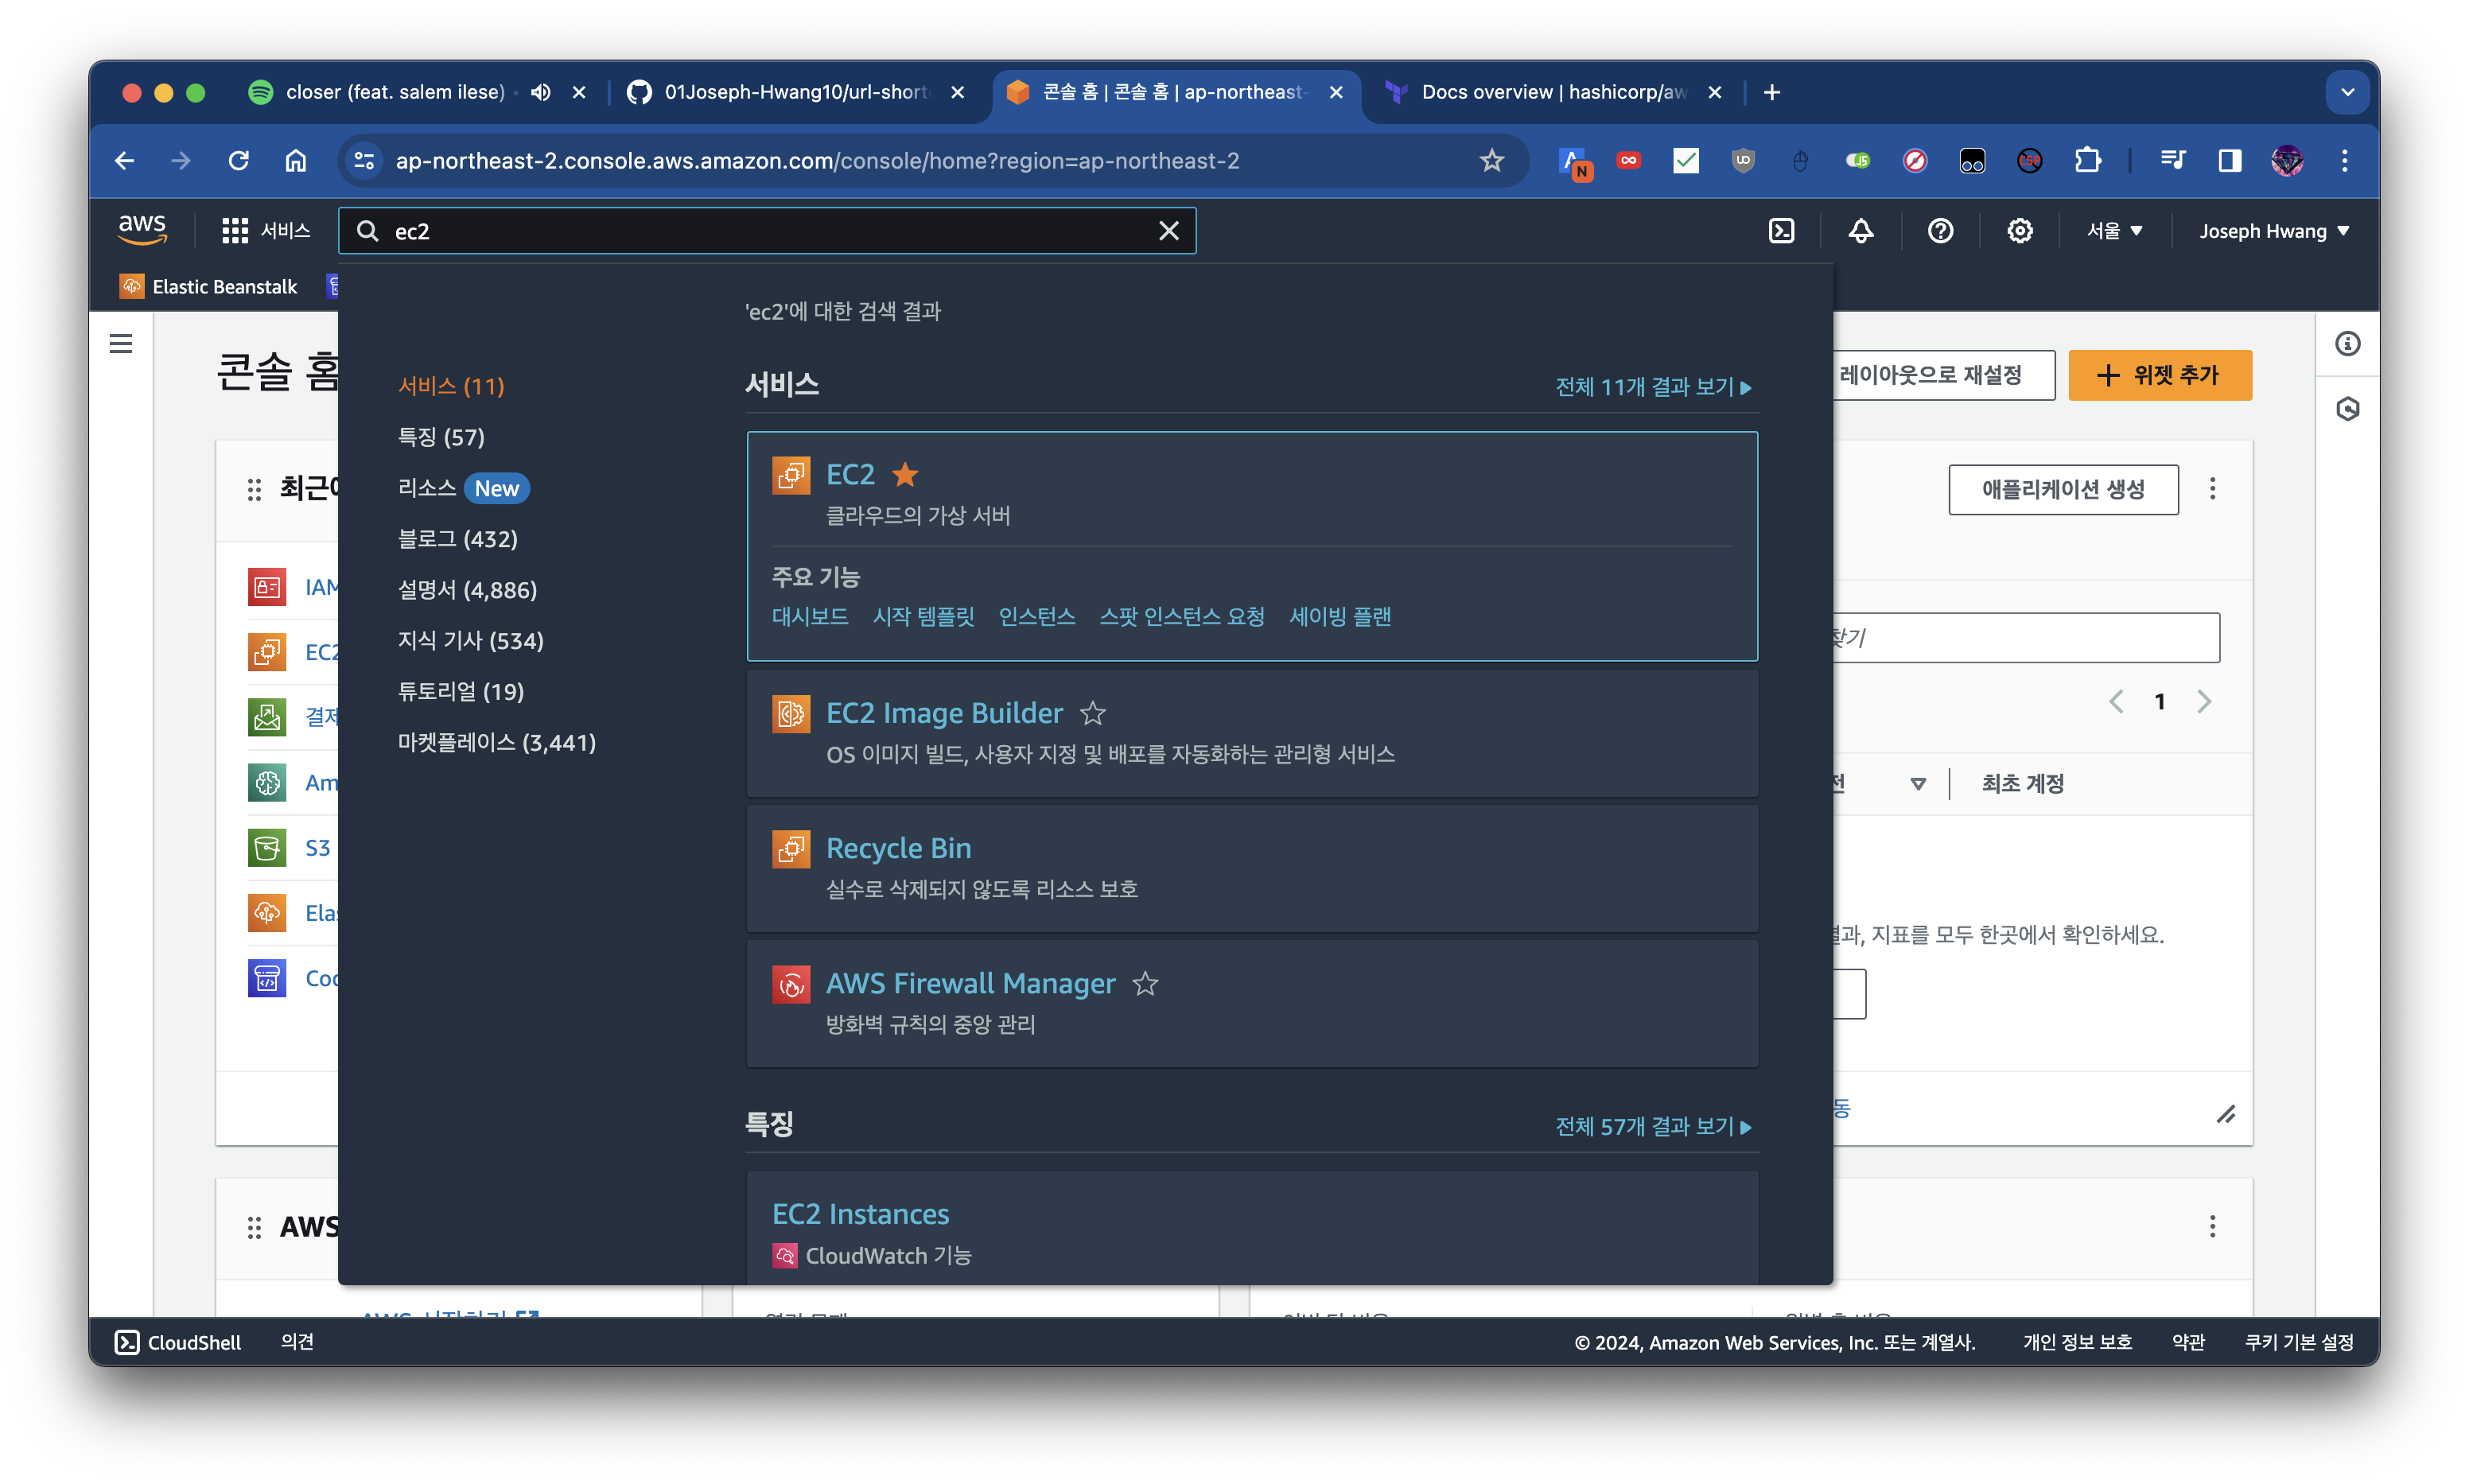 closer (feat. salem ilese)
01Joseph-Hwang10/url-short
콘솔 홈 | 콘솔 홈 | ap-northeast-
Docs overview | hashicorp/aw
ap-northeast-2.console.aws.amazon.com/console/home?region=ap-northeast-2
aws
서비스
ec2
서울
Joseph Hwang
Elastic Beanstalk
콘솔 홈
레이아웃으로 재설정
위젯 추가
'ec2'에 대한 검색 결과
서비스 (11)
특징 (57)
리소스 New
블로그 (432)
설명서 (4,886)
지식 기사 (534)
튜토리얼 (19)
마켓플레이스 (3,441)
서비스
전체 11개 결과 보기
EC2
클라우드의 가상 서버
주요 기능
대시보드 시작 템플릿 인스턴스 스팟 인스턴스 요청 세이빙 플랜
EC2 Image Builder
OS 이미지 빌드, 사용자 지정 및 배포를 자동화하는 관리형 서비스
Recycle Bin
실수로 삭제되지 않도록 리소스 보호
AWS Firewall Manager
방화벽 규칙의 중앙 관리
특징
전체 57개 결과 보기
EC2 Instances
CloudWatch 기능
최근에
IAM
EC2
결제
Am
S3
Elas
Coo
AWS
애플리케이션 생성
찾기
1
전
최초 계정
결과, 지표를 모두 한곳에서 확인하세요.
동
CloudShell
의견
© 2024, Amazon Web Services, Inc. 또는 계열사.
개인 정보 보호
약관
쿠키 기본 설정